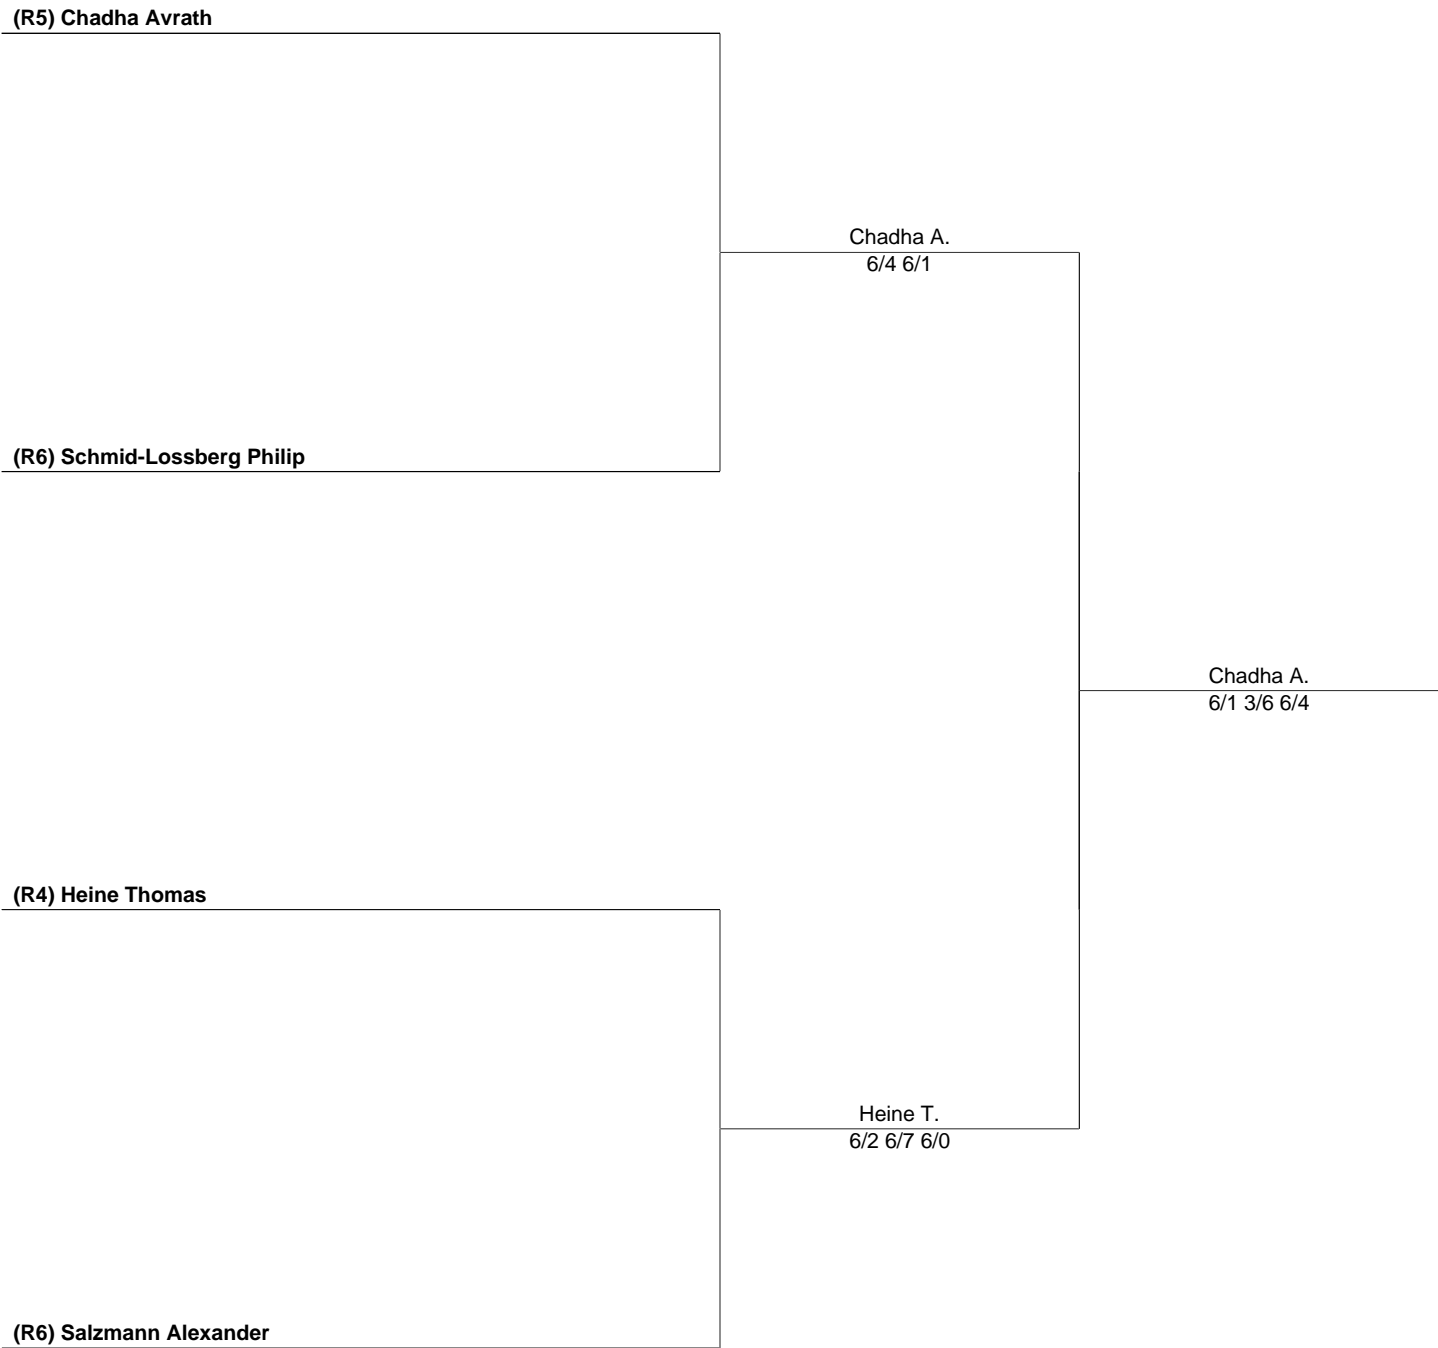 (R5) Chadha Avrath
Chadha A.
6/4 6/1
(R6) Schmid-Lossberg Philip
Chadha A.
6/1 3/6 6/4
(R4) Heine Thomas
Heine T.
6/2 6/7 6/0
(R6) Salzmann Alexander